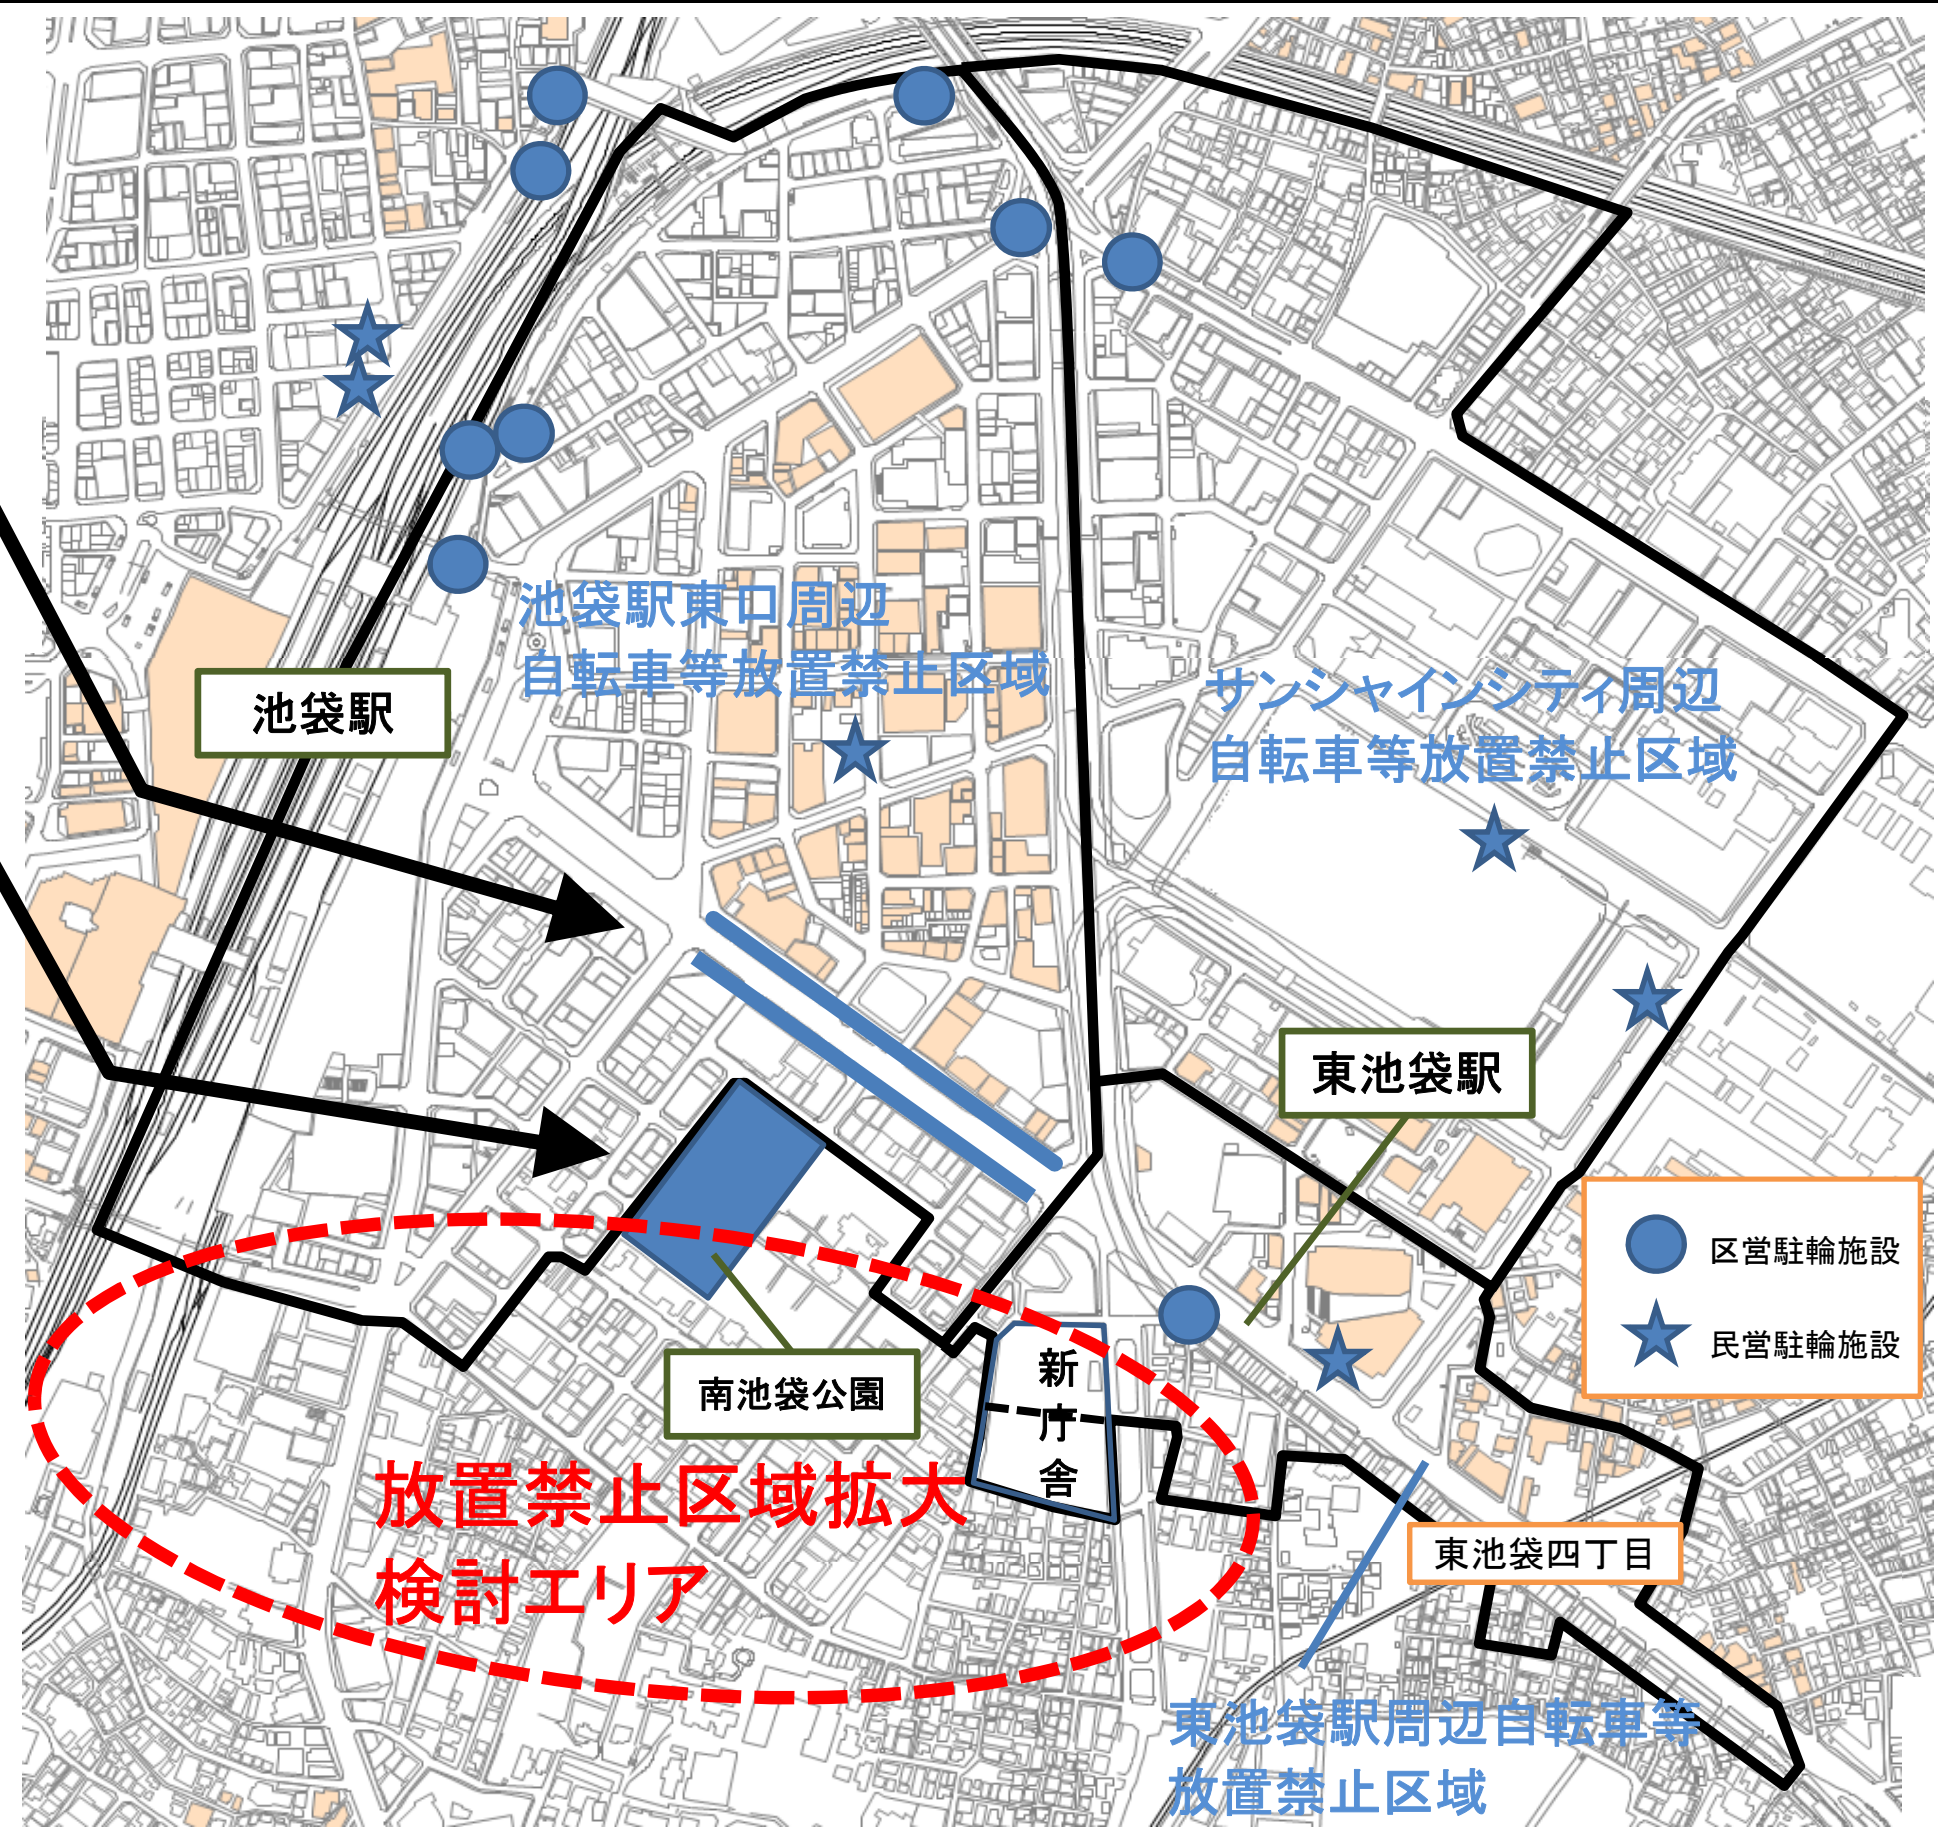 池袋駅東口周辺
自転車等放置禁止区域
池袋駅
サンシャインシティ周辺
自転車等放置禁止区域
東池袋駅
区営駐輪施設
民営駐輪施設
南池袋公園
新
庁
舎
放置禁止区域拡大
検討エリア
東池袋四丁目
東池袋駅周辺自転車等
放置禁止区域